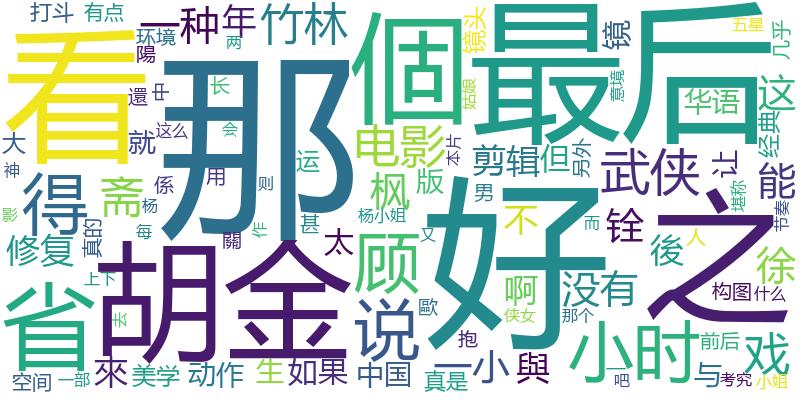 打斗 有点 一种 年 竹林 個 最后 镜头 镜 五星 几乎
看 那 环境 陽 两 姑娘 意境 华语 这
還 中 长 电影 本片 剪辑 但 另外 武侠 让 经典
大 就 这么 会 运 枫 版 男 能
神 得 斋 係 用 则 好 之 堪称 节奏
影 杨 每 甚 杨小姐 不 铨 而 人
修复 真的 關 作 太 顾 又 啊 没有 後 徐
上下 胡金 歐 侠女 那个 构图 什么
省 去 说 抱 小时 前后 戏
空间 一部 來 美学 动作 生 如果 中国 真是 一小 與 吧 与 考究 小姐